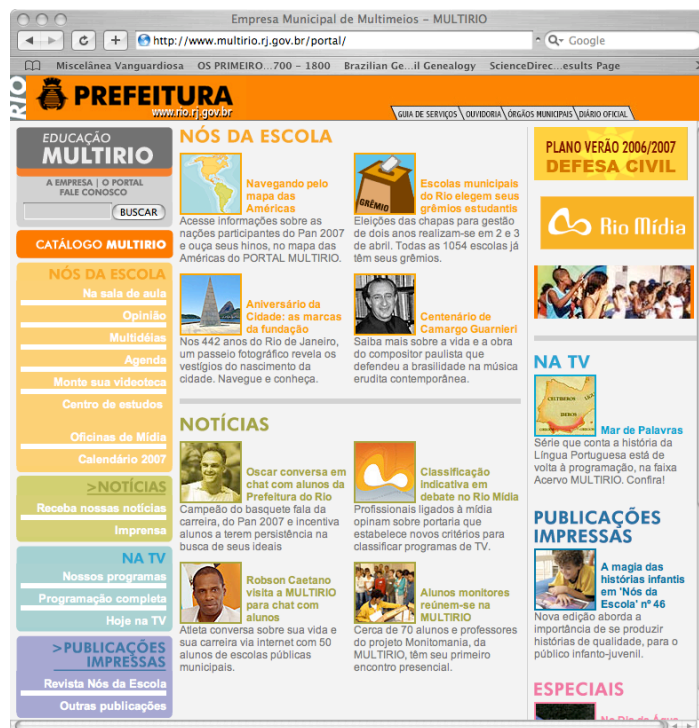 Empresa Municipal de Multimeios – MULTIRIO
http://www.multirio.rj.gov.br/portal/
Google
Miscelânea Vanguardiosa OS PRIMEIRO...700 – 1800 Brazilian Ge...il Genealogy ScienceDirec...esults Page
RIO
PREFEITURA
www.rio.rj.gov.br
GUIA DE SERVIÇOS \ OUVIDORIA \ ÓRGÃOS MUNICIPAIS \ DIÁRIO OFICIAL
EDUCAÇÃO
MULTIRIO
A EMPRESA | O PORTAL
FALE CONOSCO
BUSCAR
CATÁLOGO MULTIRIO
NÓS DA ESCOLA
Na sala de aula
Opinião
Multidéias
Agenda
Monte sua videoteca
Centro de estudos
Oficinas de Mídia
Calendário 2007
>NOTÍCIAS
Receba nossas notícias
Imprensa
NA TV
Nossos programas
Programação completa
Hoje na TV
>PUBLICAÇÕES
IMPRESSAS
Revista Nós da Escola
Outras publicações
NÓS DA ESCOLA
Navegando pelo
mapa das
Américas
Acesse informações sobre as
nações participantes do Pan 2007
e ouça seus hinos, no mapa das
Américas do PORTAL MULTIRIO.
GRÊMIO
Escolas municipais
do Rio elegem seus
grêmios estudantis
Eleições das chapas para gestão
de dois anos realizam-se em 2 e 3
de abril. Todas as 1054 escolas já
têm seus grêmios.
Aniversário da
Cidade: as marcas
da fundação
Nos 442 anos do Rio de Janeiro,
um passeio fotográfico revela os
vestígios do nascimento da
cidade. Navegue e conheça.
Centenário de
Camargo Guarnieri
Saiba mais sobre a vida e a obra
do compositor paulista que
defendeu a brasilidade na música
erudita contemporânea.
NOTÍCIAS
Oscar conversa em
chat com alunos da
Prefeitura do Rio
Campeão do basquete fala da
carreira, do Pan 2007 e incentiva
alunos a terem persistência na
busca de seus ideais
Classificação
indicativa em
debate no Rio Mídia
Profissionais ligados à mídia
opinam sobre portaria que
estabelece novos critérios para
classificar programas de TV.
Robson Caetano
visita a MULTIRIO
para chat com
alunos
Atleta conversa sobre sua vida e
sua carreira via internet com 50
alunos de escolas públicas
municipais.
Alunos monitores
reúnem-se na
MULTIRIO
Cerca de 70 alunos e professores
do projeto Monitomania, da
MULTIRIO, têm seu primeiro
encontro presencial.
PLANO VERÃO 2006/2007
DEFESA CIVIL
Rio Mídia
NA TV
CELTIBEROS
IBEROS
Mar de Palavras
Série que conta a história da
Língua Portuguesa está de
volta à programação, na faixa
Acervo MULTIRIO. Confira!
PUBLICAÇÕES
IMPRESSAS
A magia das
histórias infantis
em 'Nós da
Escola' nº 46
Nova edição aborda a
importância de se produzir
histórias de qualidade, para o
público infanto-juvenil.
ESPECIAIS